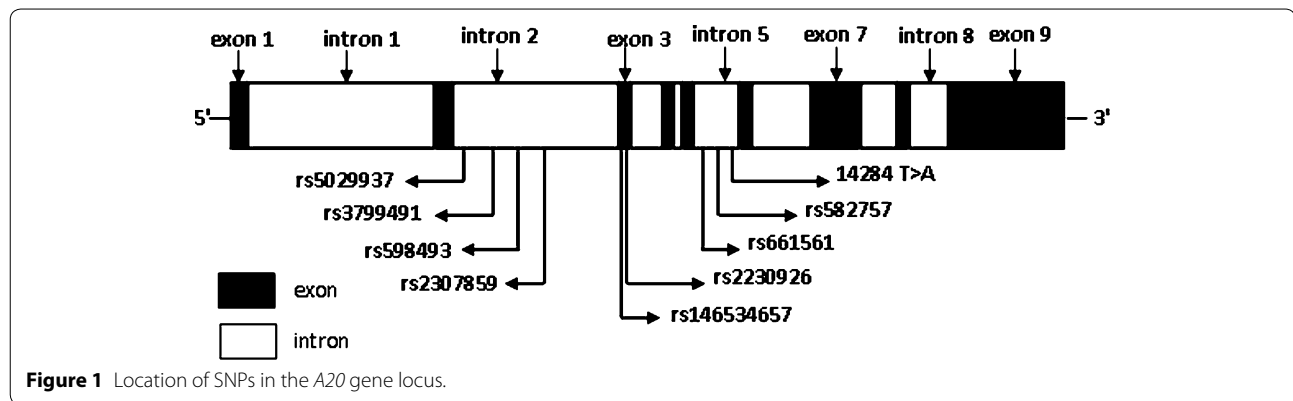 exon 1
intron 1
intron 2
exon 3
intron 5
exon 7
intron 8
exon 9
5'
3'
rs5029937
14284 T>A
rs3799491
rs582757
rs598493
rs661561
rs2307859
rs2230926
exon
rs146534657
intron
Figure 1 Location of SNPs in the A20 gene locus.